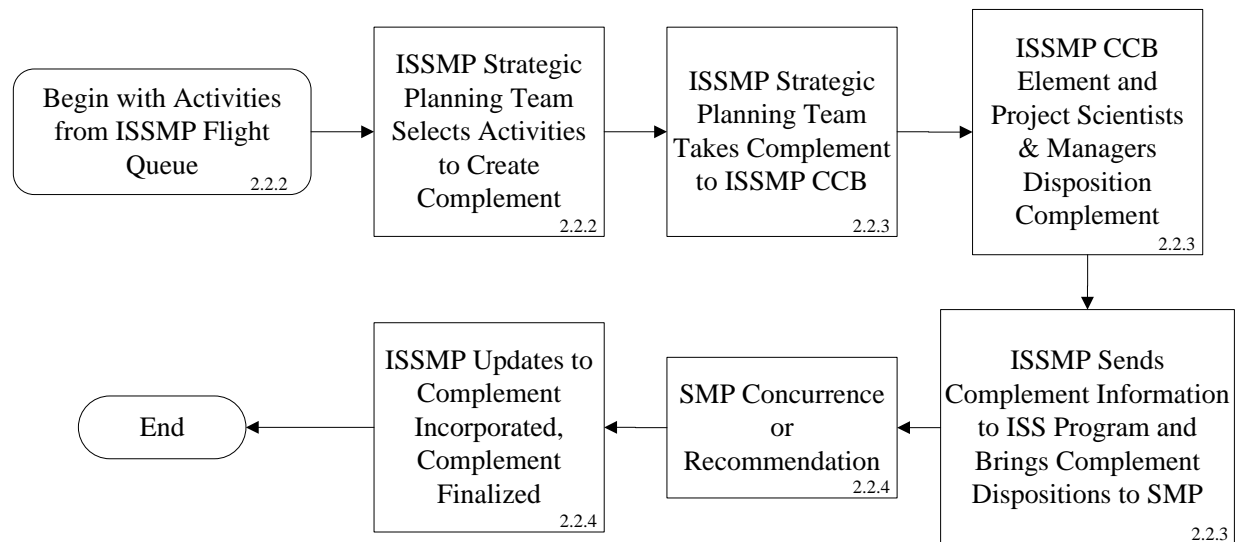 Begin with Activities
from ISSMP Flight
Queue
2.2.2
ISSMP Strategic
Planning Team
Selects Activities
to Create
Complement
2.2.2
ISSMP Strategic
Planning Team
Takes Complement
to ISSMP CCB
2.2.3
ISSMP CCB
Element and
Project Scientists
& Managers
Disposition
Complement
2.2.3
ISSMP Sends
Complement Information
to ISS Program and
Brings Complement
Dispositions to SMP
2.2.3
SMP Concurrence
or
Recommendation
2.2.4
ISSMP Updates to
Complement
Incorporated,
Complement
Finalized
2.2.4
End